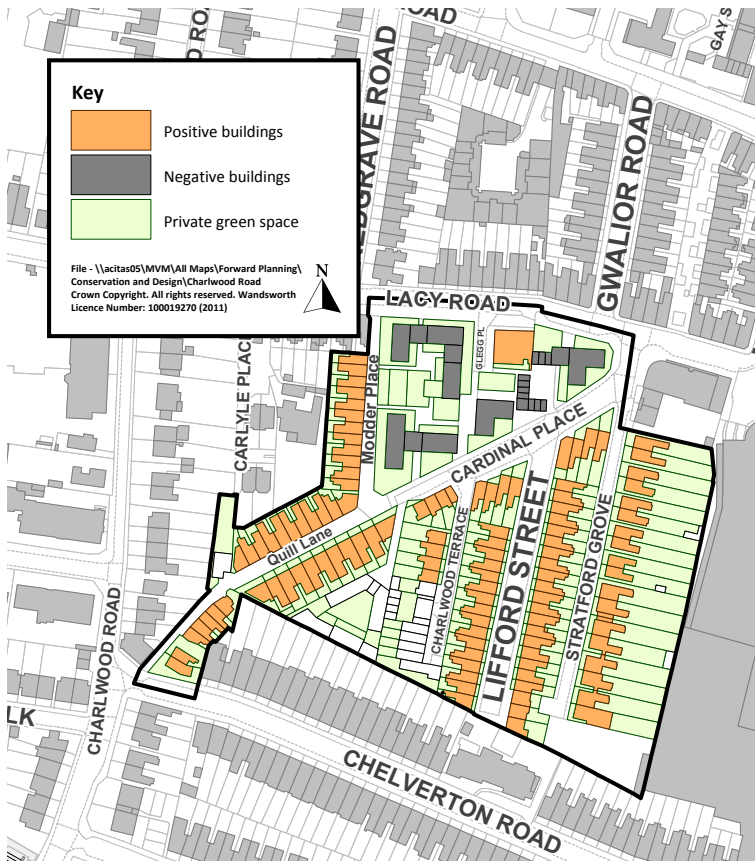 ROAD
GAY S
D RO
EDGRAVE ROAD
GWALIOR ROAD
Key
Positive buildings
Negative buildings
Private green space
File - \\acitas05\MVM\All Maps\Forward Planning\
Conservation and Design\Charlwood Road
Crown Copyright. All rights reserved. Wandsworth
Licence Number: 100019270 (2011)
N
LACY ROAD
GLEGG PL
CARLYLE PLACE
Modder Place
CARDINAL PLACE
Quill Lane
CHARLWOOD TERRACE
LIFFORD STREET
STRATFORD GROVE
CHARLWOOD ROAD
LK
CHELVERTON ROAD